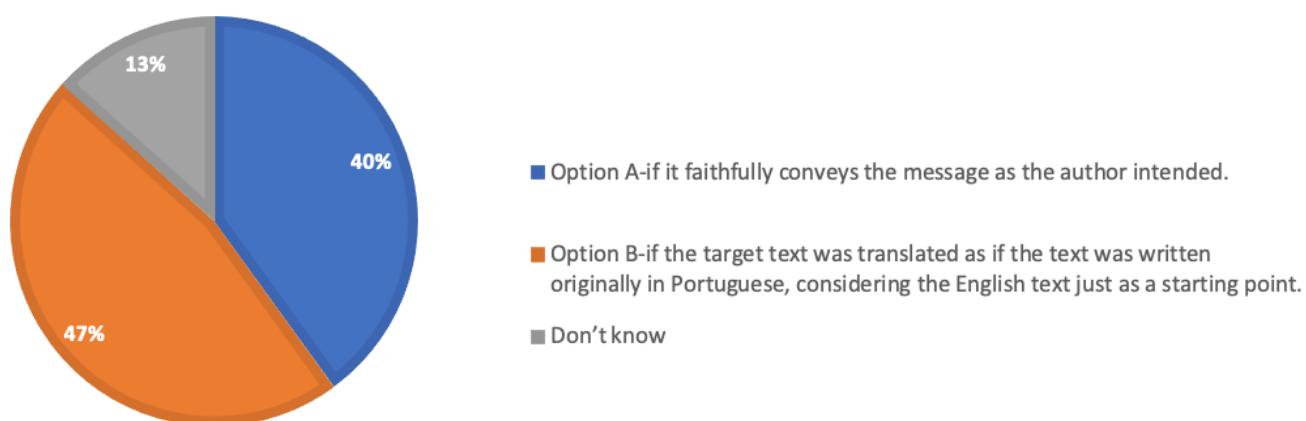 13%
40%
47%
Option A-if it faithfully conveys the message as the author intended.
Option B-if the target text was translated as if the text was written
originally in Portuguese, considering the English text just as a starting point.
Don’t know